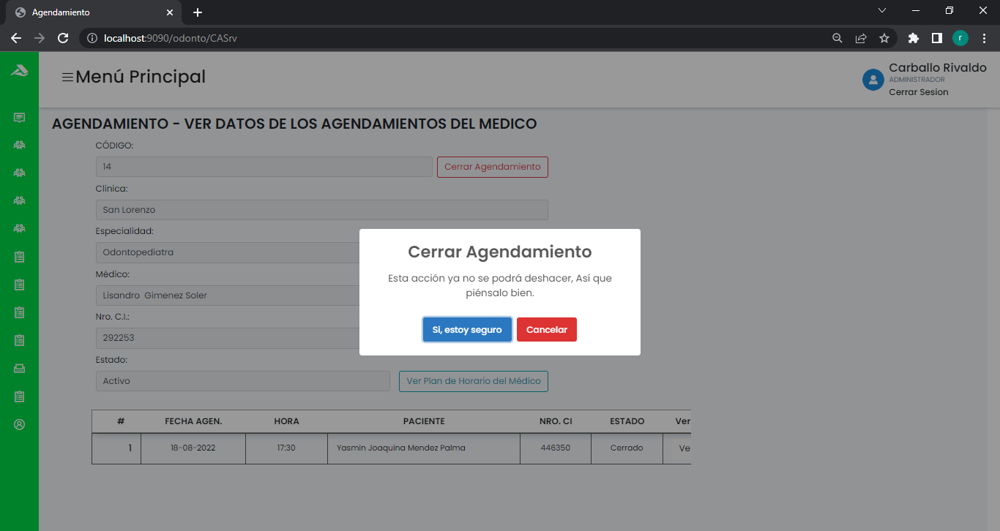 Agendamiento
localhost:9090/odonto/CASrv
r
Menú Principal
Carballo Rivaldo
ADMINISTRADOR
Cerrar Sesion
AGENDAMIENTO - VER DATOS DE LOS AGENDAMIENTOS DEL MEDICO
CÓDIGO:
14
Cerrar Agendamiento
Clinica:
San Lorenzo
Especialidad:
Odontopediatra
Médico:
Lisandro Gimenez Soler
Nro. C.I.:
292253
Estado:
Activo
Ver Plan de Horario del Médico
Cerrar Agendamiento
Esta acción ya no se podrá deshacer, Así que
piénsalo bien.
Si, estoy seguro
Cancelar
# FECHA AGEN. HORA PACIENTE NRO. CI ESTADO Ver
1 18-08-2022 17:30 Yasmin Joaquina Mendez Palma 446350 Cerrado Ve